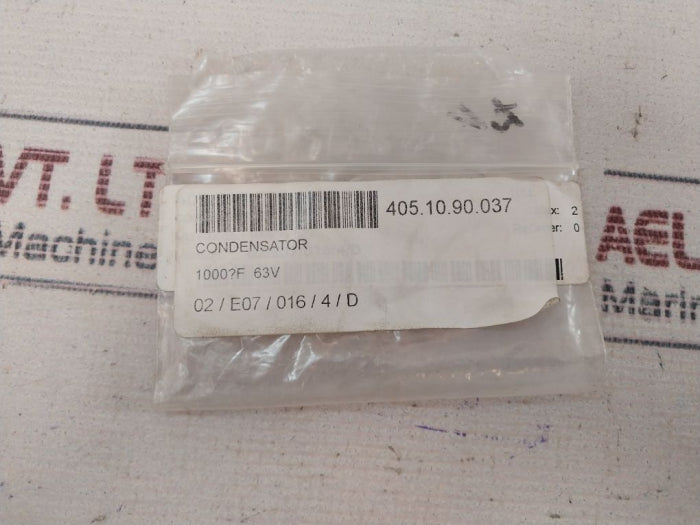 405.10.90.037
CONDENSATOR
1000?F 63V
02 / E07 / 016 / 4 / D
x: 2
er: 0
VT. LT
Machine
AEL
Marin